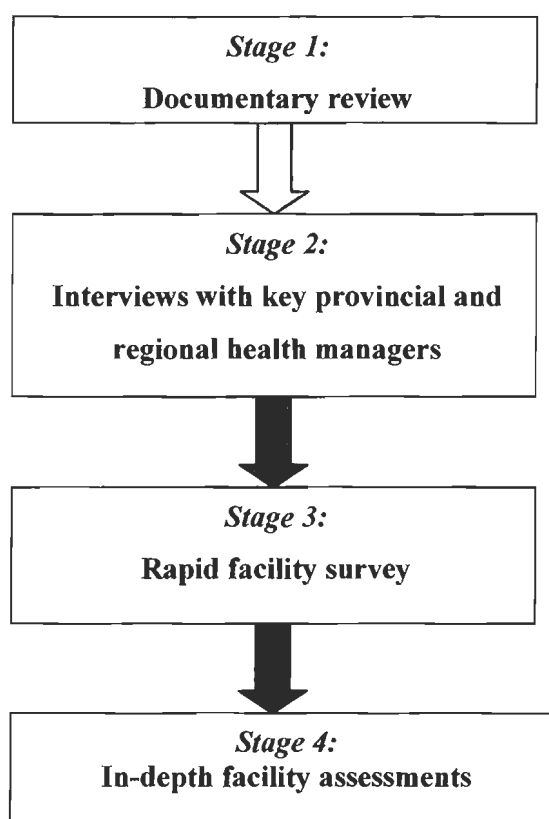 Stage 1:
Documentary review
Stage 2:
Interviews with key provincial and
regional health managers
Stage 3:
Rapid facility survey
Stage 4:
In-depth facility assessments